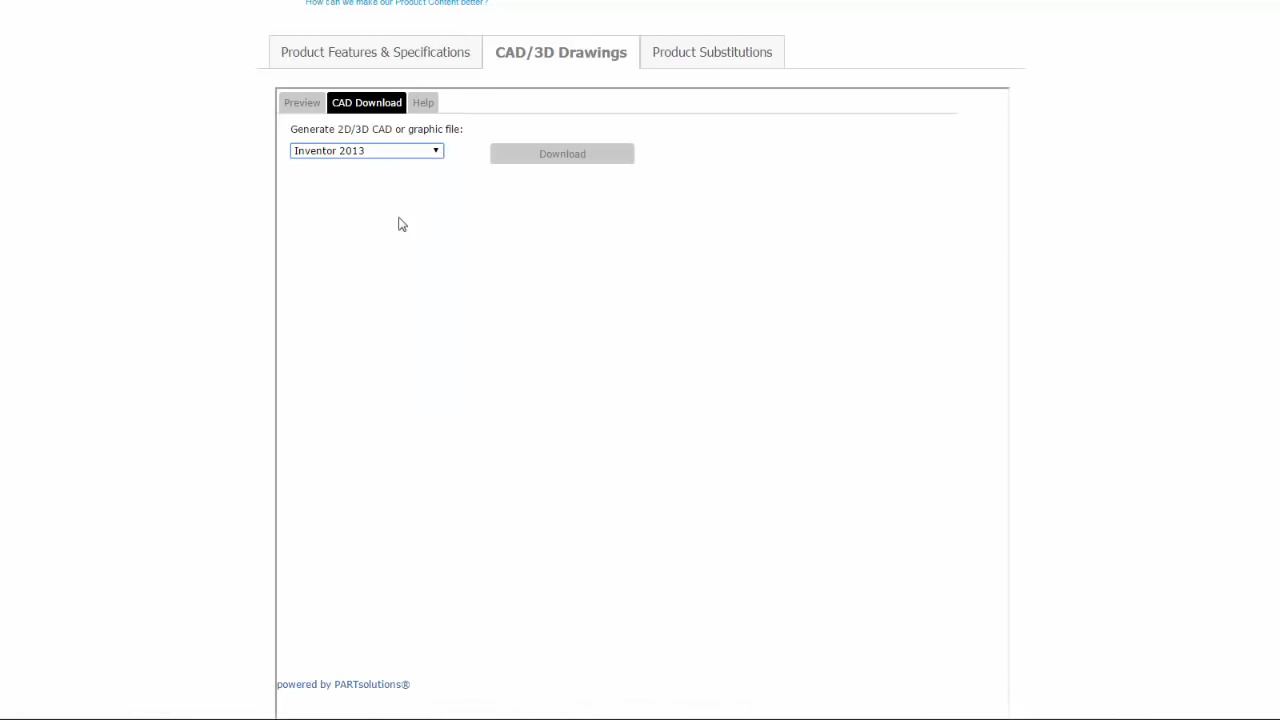 How can we make our Product Content better?
Product Features & Specifications CAD/3D Drawings Product Substitutions
Preview CAD Download Help
Generate 2D/3D CAD or graphic file:
Inventor 2013 Download
powered by PARTsolutions®